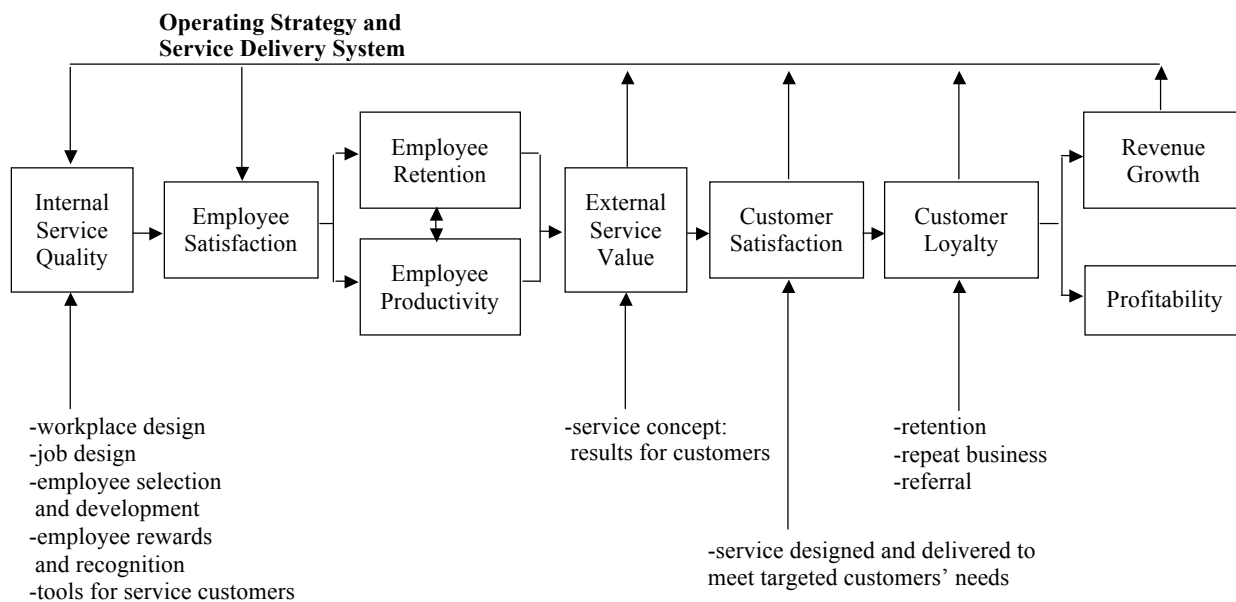 Operating Strategy and
Service Delivery System
Internal
Service
Quality
Employee
Satisfaction
Employee
Retention
Employee
Productivity
External
Service
Value
Customer
Satisfaction
Customer
Loyalty
Revenue
Growth
Profitability
-workplace design
-job design
-employee selection
and development
-employee rewards
and recognition
-tools for service customers
-service concept:
results for customers
-service designed and delivered to
meet targeted customers’ needs
-retention
-repeat business
-referral